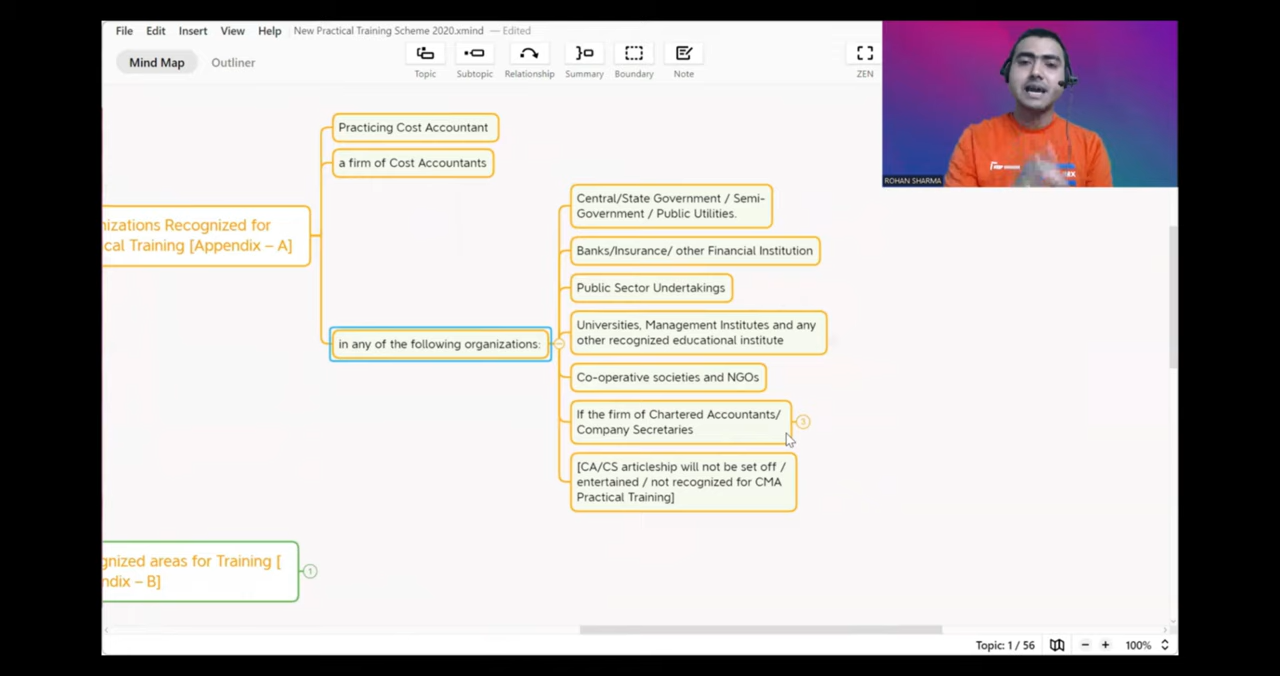 File Edit Insert View Help New Practical Training Scheme 2020.xmind — Edited
Mind Map Outliner
Topic Subtopic Relationship Summary Boundary Note ZEN
ROHAN SHARMA
Practicing Cost Accountant
a firm of Cost Accountants
Recognized for
Training [Appendix – A]
in any of the following organizations:
Central/State Government / Semi-
Government / Public Utilities.
Banks/Insurance/ other Financial Institution
Public Sector Undertakings
Universities, Management Institutes and any
other recognized educational institute
Co-operative societies and NGOs
If the firm of Chartered Accountants/
Company Secretaries
3
[CA/CS articleship will not be set off /
entertained / not recognized for CMA
Practical Training]
areas for Training [
– B]
1
Topic: 1 / 56
100%